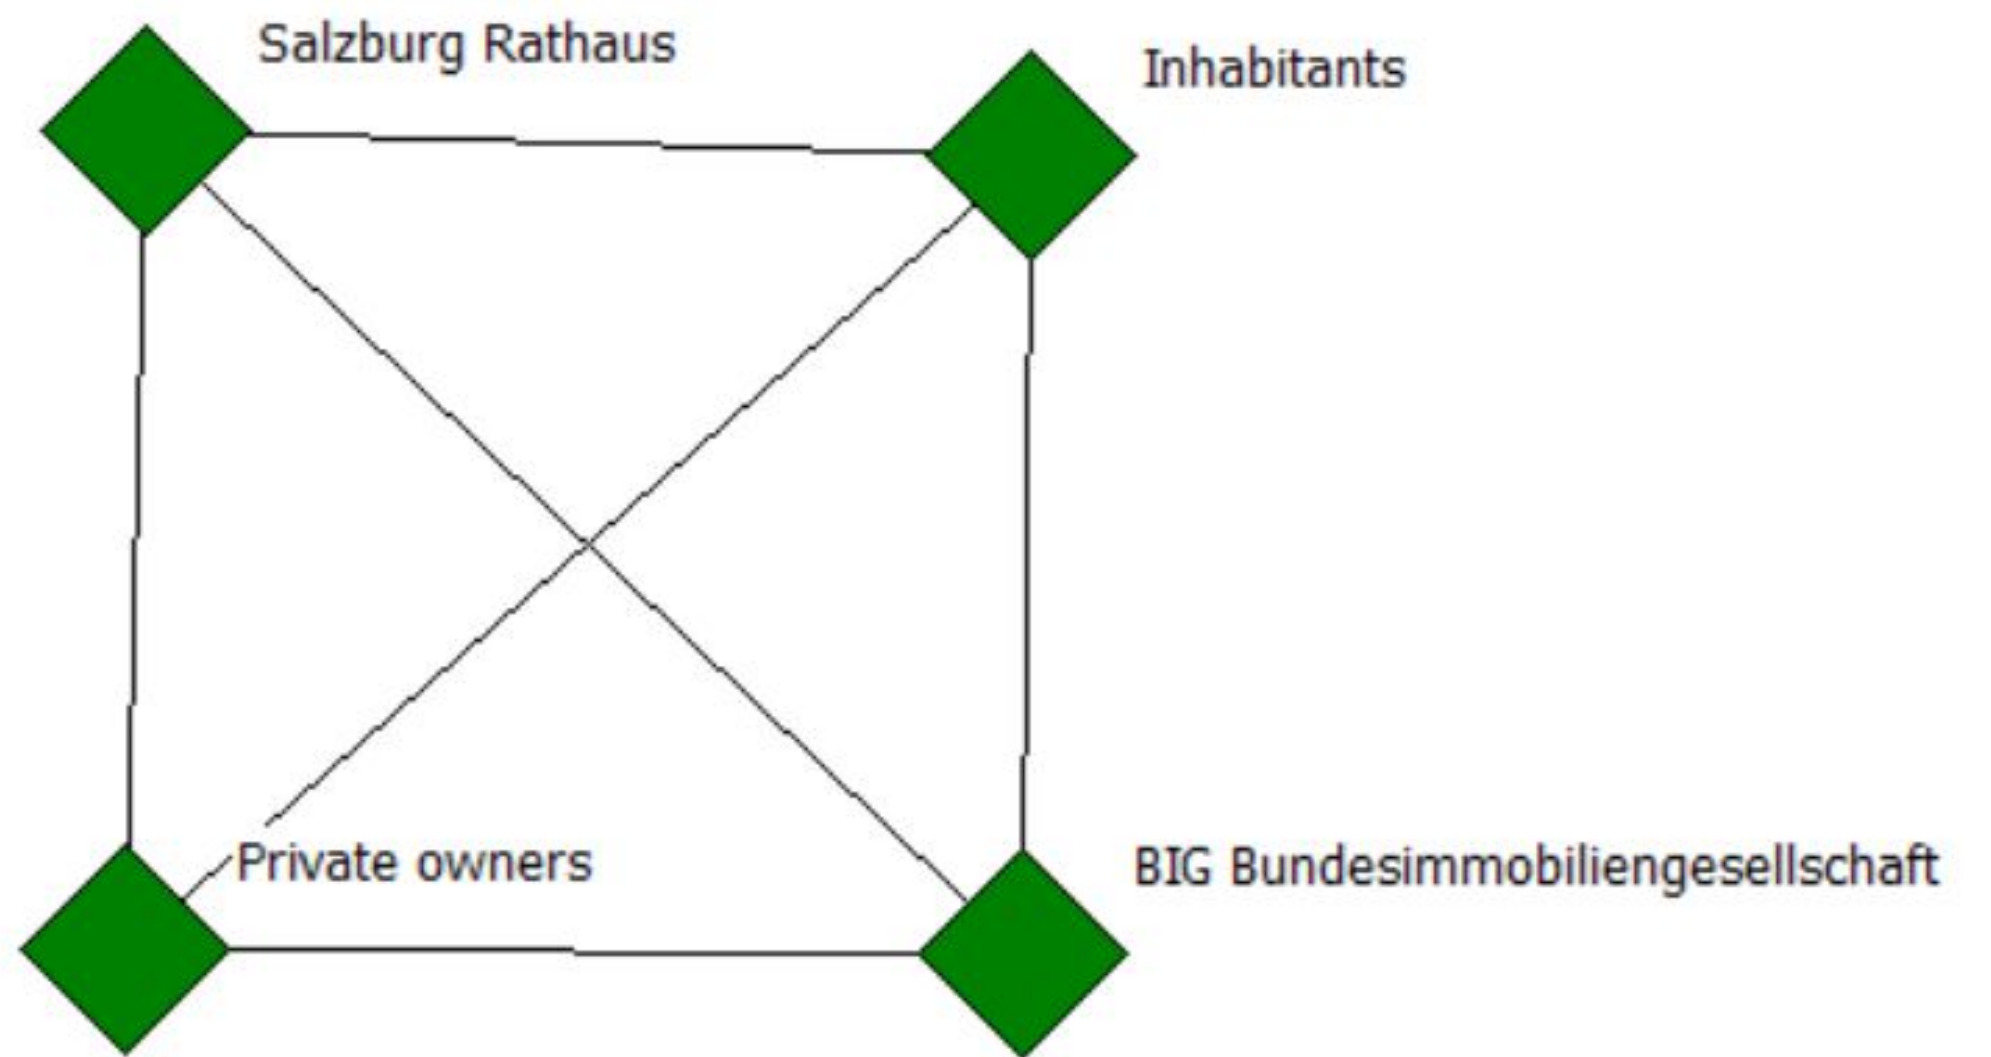 Salzburg Rathaus
Inhabitants
Private owners
BIG Bundesimmobiliengesellschaft